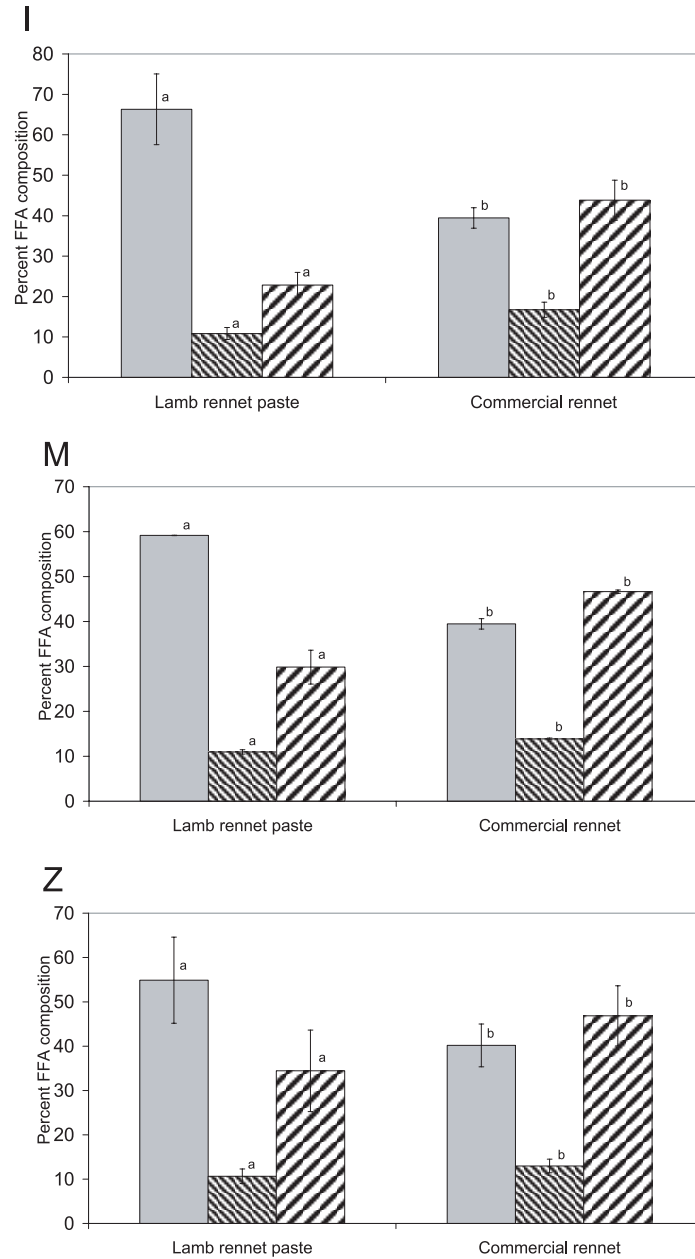 I
80
70
60
50
40
30
20
10
0
Percent FFA composition
a
a
a
b
b
b
Lamb rennet paste
Commercial rennet
M
70
60
50
40
30
20
10
0
Percent FFA composition
a
a
a
b
b
b
Lamb rennet paste
Commercial rennet
Z
70
60
50
40
30
20
10
0
Percent FFA composition
a
a
a
b
b
b
Lamb rennet paste
Commercial rennet